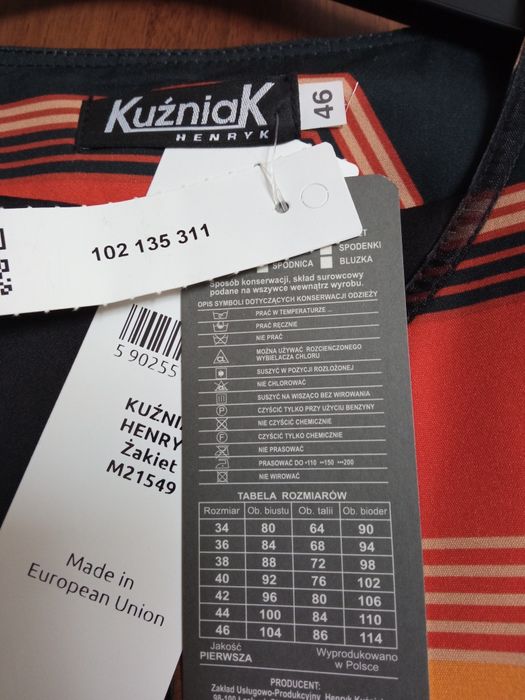 KuźniaK
HENRYK
46
102 135 311
5 90255
KUŹNI
HENRY
Żakiet
M21549
Made in
European Union
SPODENKI
SPÓDNICA BLUZKA
Sposób konserwacji, skład surowcowy
podane na wszywce wewnątrz wyrobu.
OPIS SYMBOLI DOTYCZĄCYCH KONSERWACJI ODZIEŻY
PRAĆ W TEMPERATURZE ...
PRAĆ RĘCZNIE
NIE PRAĆ
MOŻNA UŻYWAĆ ROZCIEŃCZONEGO
WYBIELACZA CHLORU
SUSZYĆ W POZYCJI ROZŁOŻONEJ
NIE CHLOROWAĆ
SUSZYĆ NA WISZĄCO BEZ WIROWANIA
P CZYŚCIĆ TYLKO PRZY UŻYCIU BENZYNY
NIE CZYŚCIĆ CHEMICZNIE
F CZYŚCIĆ TYLKO CHEMICZNIE
NIE PRASOWAĆ
PRASOWAĆ DO •110 ••150 •••200
NIE WIROWAĆ
TABELA ROZMIARÓW
Rozmiar Ob. biustu Ob. talii Ob. bioder
34 80 64 90
36 84 68 94
38 88 72 98
40 92 76 102
42 96 80 106
44 100 84 110
46 104 86 114
Jakość Wyprodukowano
PIERWSZA w Polsce
PRODUCENT:
Zakład Usługowo-Produkcyjny Henryk
98-100